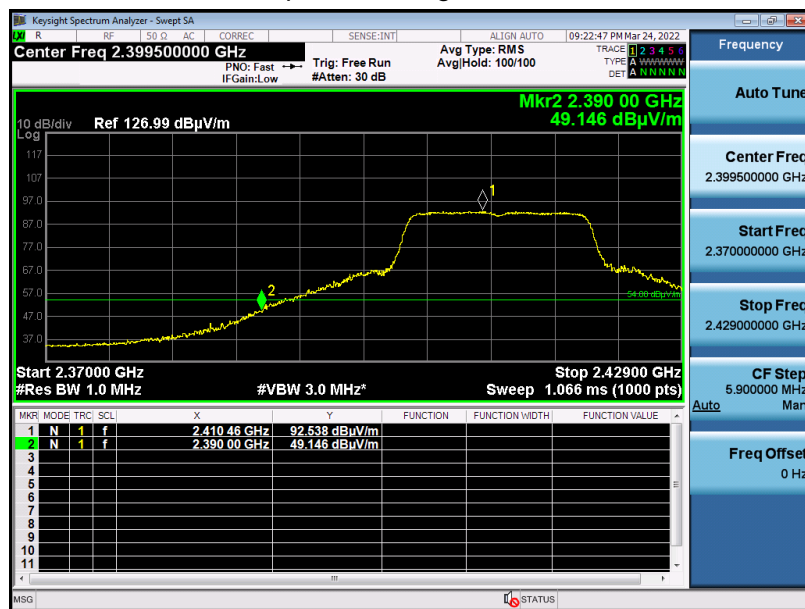 Keysight Spectrum Analyzer - Swept SA
LXI R RF 50 Ω AC CORREC SENSE:INT ALIGN AUTO 09:22:47 PM Mar 24, 2022
Center Freq 2.399500000 GHz
PNO: Fast
IFGain:Low
Trig: Free Run
#Atten: 30 dB
Avg Type: RMS
Avg|Hold: 100/100
TRACE 1 2 3 4 5 6
TYPE A WWWWW
DET A N N N N N
Frequency
Mkr2 2.390 00 GHz
49.146 dBµV/m
10 dB/div Ref 126.99 dBµV/m
Log
117
107
97.0
87.0
77.0
67.0
57.0
47.0
37.0
1
2
54.00 dBµV/m
Start 2.37000 GHz Stop 2.42900 GHz
#Res BW 1.0 MHz #VBW 3.0 MHz* Sweep 1.066 ms (1000 pts)
MKR MODE TRC SCL X Y FUNCTION FUNCTION WIDTH FUNCTION VALUE
1 N 1 f 2.410 46 GHz 92.538 dBµV/m
2 N 1 f 2.390 00 GHz 49.146 dBµV/m
3
4
5
6
7
8
9
10
11
MSG STATUS
Auto Tune
Center Freq
2.399500000 GHz
Start Freq
2.370000000 GHz
Stop Freq
2.429000000 GHz
CF Step
5.900000 MHz
Auto Man
Freq Offset
0 Hz